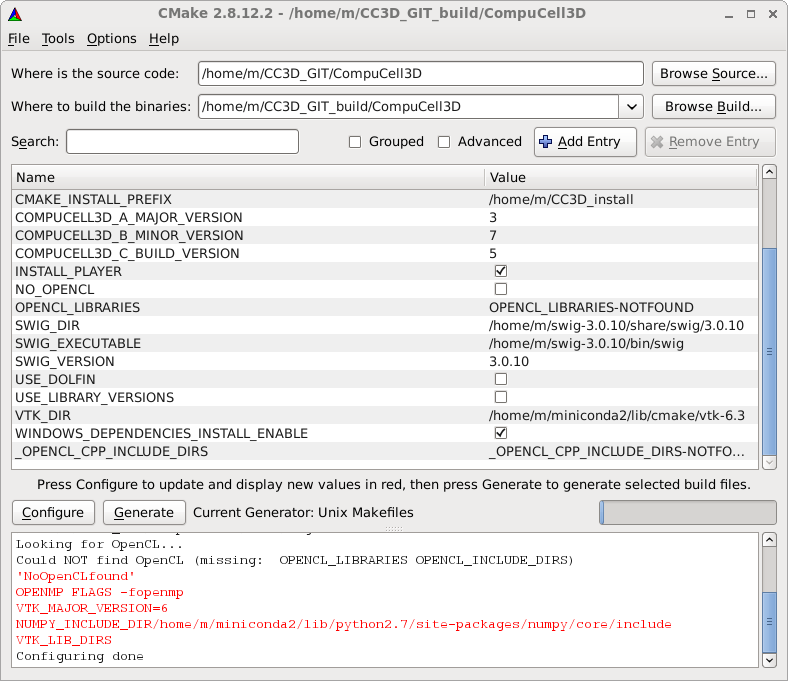 CMake 2.8.12.2 - /home/m/CC3D_GIT_build/CompuCell3D
File Tools Options Help
Where is the source code: /home/m/CC3D_GIT/CompuCell3D Browse Source...
Where to build the binaries: /home/m/CC3D_GIT_build/CompuCell3D Browse Build...
Search: Grouped Advanced Add Entry Remove Entry
Name Value
CMAKE_INSTALL_PREFIX /home/m/CC3D_install
COMPUCELL3D_A_MAJOR_VERSION 3
COMPUCELL3D_B_MINOR_VERSION 7
COMPUCELL3D_C_BUILD_VERSION 5
INSTALL_PLAYER
NO_OPENCL
OPENCL_LIBRARIES OPENCL_LIBRARIES-NOTFOUND
SWIG_DIR /home/m/swig-3.0.10/share/swig/3.0.10
SWIG_EXECUTABLE /home/m/swig-3.0.10/bin/swig
SWIG_VERSION 3.0.10
USE_DOLFIN
USE_LIBRARY_VERSIONS
VTK_DIR /home/m/miniconda2/lib/cmake/vtk-6.3
WINDOWS_DEPENDENCIES_INSTALL_ENABLE
_OPENCL_CPP_INCLUDE_DIRS _OPENCL_CPP_INCLUDE_DIRS-NOTFO...
Press Configure to update and display new values in red, then press Generate to generate selected build files.
Configure Generate Current Generator: Unix Makefiles
Looking for OpenCL...
Could NOT find OpenCL (missing:  OPENCL_LIBRARIES OPENCL_INCLUDE_DIRS)
'NoOpenCLfound'
OPENMP FLAGS -fopenmp
VTK_MAJOR_VERSION=6
NUMPY_INCLUDE_DIR/home/m/miniconda2/lib/python2.7/site-packages/numpy/core/include
VTK_LIB_DIRS
Configuring done